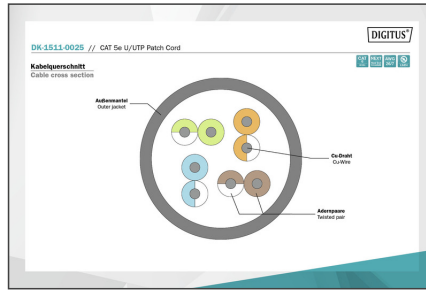 DIGITUS®
DK-1511-0025 // CAT 5e U/UTP Patch Cord
Kabelquerschnitt
Cable cross section
Außenmantel
Outer jacket
Cu-Draht
Cu-Wire
Adernpaare
Twisted pair